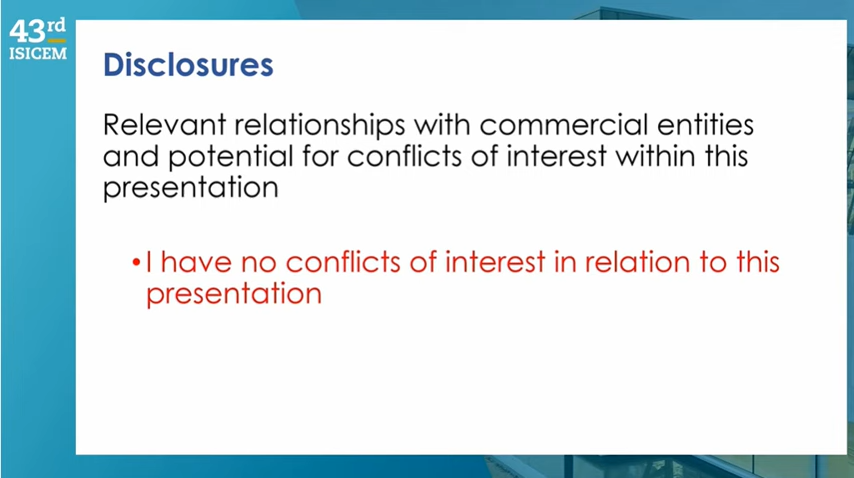 43rd
ISICEM
Disclosures
Relevant relationships with commercial entities
and potential for conflicts of interest within this
presentation
•I have no conflicts of interest in relation to this
presentation